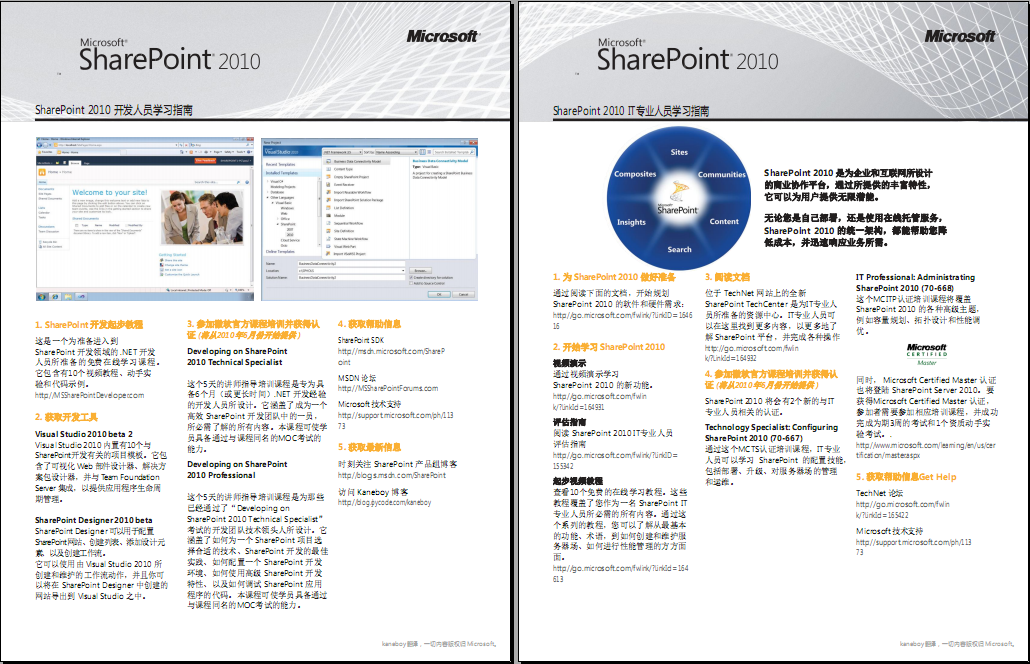 Microsoft®
SharePoint® 2010
Microsoft
SharePoint 2010 开发人员学习指南
Welcome to your site!
Visual Studio 2010
Recent Templates
Installed Templates
Online Templates
1. SharePoint 开发起步教程
这是一个为准备进入到
SharePoint 开发领域的 .NET 开发
人员所准备的免费在线学习课程。
它包含有10个视频教程、动手实
验和代码示例。
http://MSSharePointDeveloper.com
2. 获取开发工具
Visual Studio 2010 beta 2
Visual Studio 2010 内置有10个与
SharePoint开发有关的项目模板。它包
含了可视化 Web 部件设计器、解决方
案包设计器，并与 Team Foundation
Server 集成，以提供应用程序生命周
期管理。
SharePoint Designer 2010 beta
SharePoint Designer 可以用于配置
SharePoint网站、创建列表、添加设计元
素、以及创建工作流。
它可以使用由 Visual Studio 2010 所
创建和维护的工作流动作，并且你可
以将在 SharePoint Designer 中创建的
网站导出到 Visual Studio 之中。
3. 参加微软官方课程培训并获得认
证 (将从2010年6月份开始提供)
Developing on SharePoint
2010 Technical Specialist
这个5天的讲师指导培训课程是专为具
备6个月（或更长时间）.NET 开发经验
的开发人员所设计。它涵盖了成为一个
高效 SharePoint 开发团队中的一员，
所必需了解的所有内容。本课程可使学
员具备通过与课程同名的MOC考试的
能力。
Developing on SharePoint
2010 Professional
这个5天的讲师指导培训课程是为那些
已经通过了“Developing on
SharePoint 2010 Technical Specialist”
考试的开发团队技术领头人所设计。它
涵盖了如何为一个 SharePoint 项目选
择合适的技术、SharePoint 开发的最佳
实践、如何配置一个 SharePoint 开发
环境、如何使用高级 SharePoint 开发
特性、以及如何调试 SharePoint 应用
程序的代码。本课程可使学员具备通过
与课程同名的MOC考试的能力。
4. 获取帮助信息
SharePoint SDK
http://msdn.microsoft.com/ShareP
oint
MSDN 论坛
http://MSSharePointForums.com
Microsoft 技术支持
http://support.microsoft.com/ph/113
73
5. 获取最新信息
时刻关注 SharePoint 产品组博客
http://blogs.msdn.com/SharePoint
访问 Kaneboy 博客
http://blog.joycode.com/kaneboy
kaneboy翻译，一切内容版权归 Microsoft。
Microsoft®
SharePoint® 2010
Microsoft
SharePoint 2010 IT专业人员学习指南
Sites
Composites
Communities
Microsoft
SharePoint
Insights
Content
Search
SharePoint 2010 是为企业和互联网所设计
的商业协作平台，通过所提供的丰富特性，
它可以为用户提供无限潜能。
无论您是自己部署，还是使用在线托管服务，
SharePoint 2010 的统一架构，都能帮助您降
低成本，并迅速响应业务所需。
1. 为 SharePoint 2010 做好准备
通过阅读下面的文档，开始规划
SharePoint 2010 的软件和硬件需求：
http://go.microsoft.com/fwlink/?linkId=1646
16
2. 开始学习 SharePoint 2010
视频演示
通过视频演示学习
SharePoint 2010 的新功能。
http://go.microsoft.com/fwlin
k/?linkId=164931
评估指南
阅读 SharePoint 2010 IT专业人员
评估指南
http://go.microsoft.com/fwlink/?linkID=
155342
起步视频教程
查看10个免费的在线学习教程。这些
教程覆盖了您作为一名 SharePoint IT
专业人员所必需的所有内容。通过这
个系列的教程，您可以了解从最基本
的功能、术语，到如何创建和维护服
务器场、如何进行性能管理的方方面
面。
http://go.microsoft.com/fwlink/?linkId=164
613
3. 阅读文档
位于 TechNet 网站上的全新
SharePoint TechCenter 是为IT专业人
员所准备的资源中心。IT专业人员可
以在这里找到更多内容，以更多地了
解 SharePoint 平台，并完成各种操作
http://go.microsoft.com/fwlin
k/?linkId=164932
4. 参加微软官方课程培训并获得认
证 (将从2010年6月份开始提供)
SharePoint 2010 将会有2个新的与IT
专业人员相关的认证。
Technology Specialist: Configuring
SharePoint 2010 (70-667)
通过这个MCTS认证培训课程，IT专业
人员可以学习 SharePoint 的配置技能，
包括部署、升级、对服务器场的管理
和运维。
IT Professional: Administrating
SharePoint 2010 (70-668)
这个MCITP认证培训课程将覆盖
SharePoint 2010 的各种高级主题，
例如容量规划、拓扑设计和性能调
优。
Microsoft
CERTIFIED
Master
同时， Microsoft Certified Master 认证
也将登陆 SharePoint Server 2010。要
获得Microsoft Certified Master 认证，
参加者需要参加相应培训课程，并成功
完成为期3周的考试和1个资质动手实
验考试。.
http://www.microsoft.com/learning/en/us/cer
tification/master.aspx
5. 获取帮助信息Get Help
TechNet 论坛
http://go.microsoft.com/fwlin
k/?linkId=165422
Microsoft 技术支持
http://support.microsoft.com/ph/113
73
kaneboy翻译，一切内容版权归 Microsoft。